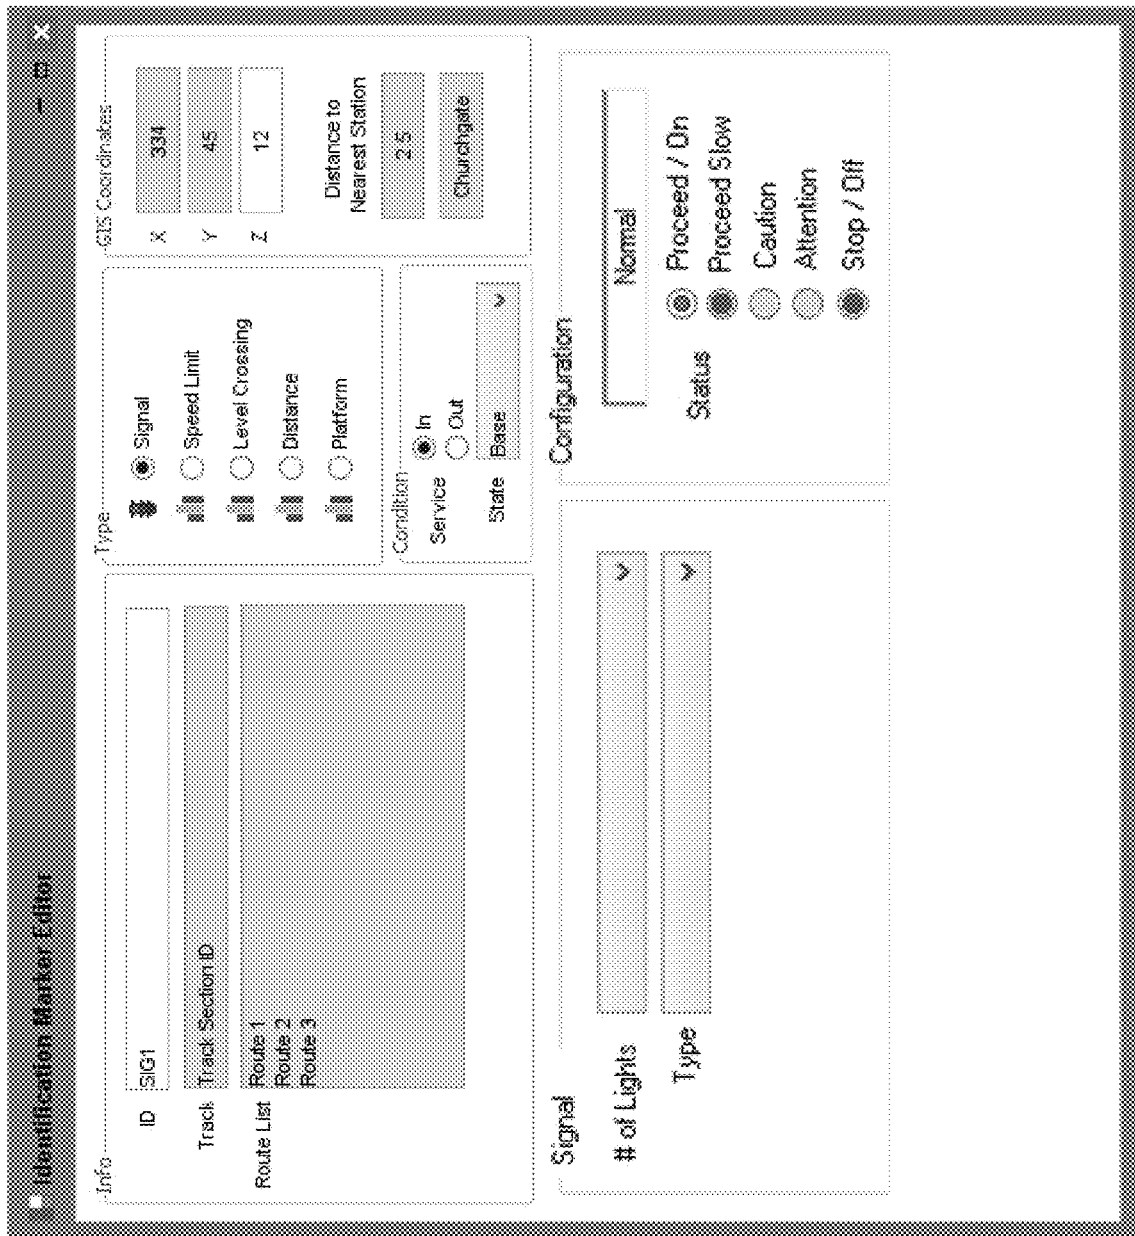 Identification Marker Editor
Info
ID SIG1
Track Track Section ID
Route List Route 1
Route 2
Route 3
Type
Signal
Speed Limit
Level Crossing
Distance
Platform
Condition
Service In
Out
State Base
GIS Coordinates
X 334
Y 45
Z 12
Distance to
Nearest Station
2.5
Churchgate
Signal
# of Lights
Type
Configuration
Normal
Status Proceed / On
Proceed Slow
Caution
Attention
Stop / Off